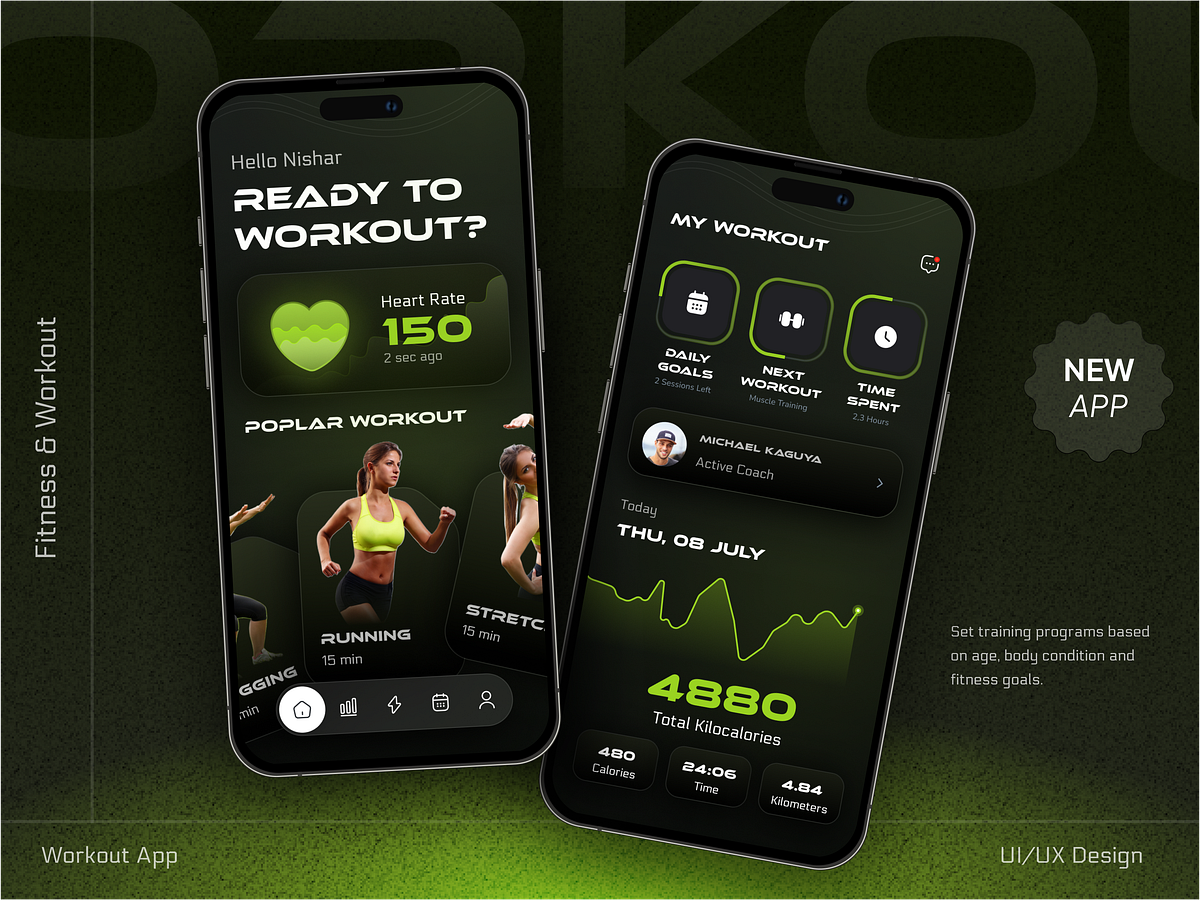 ORKOU
Fitness & Workout
Hello Nishar
READY TO
WORKOUT?
Heart Rate
150
2 sec ago
POPLAR WORKOUT
GGING
min
RUNNING
15 min
STRETC
15 min
MY WORKOUT
DAILY
GOALS
2 Sessions Left
NEXT
WORKOUT
Muscle Training
TIME
SPENT
2,3 Hours
MICHAEL KAGUYA
Active Coach
Today
THU, 08 JULY
4880
Total Kilocalories
480
Calories
24:06
Time
4.84
Kilometers
NEW
APP
Set training programs based
on age, body condition and
fitness goals.
Workout App
UI/UX Design